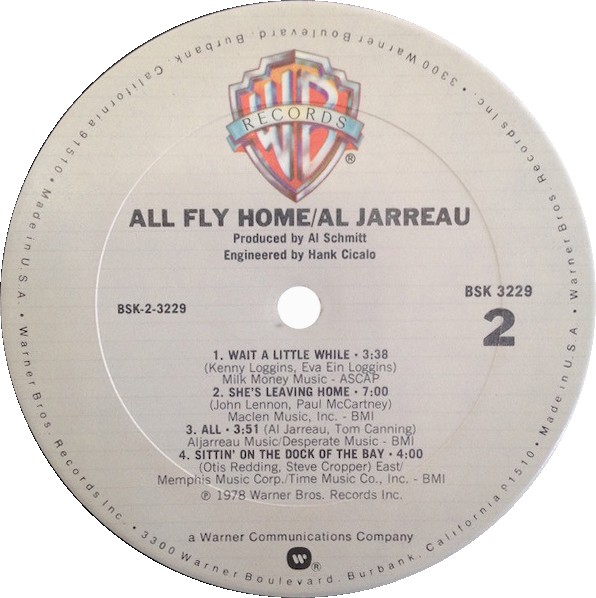 WB
RECORDS
®
ALL FLY HOME/AL JARREAU
Produced by Al Schmitt
Engineered by Hank Cicalo
BSK-2-3229
BSK 3229
2
1. WAIT A LITTLE WHILE • 3:38
(Kenny Loggins, Eva Ein Loggins)
Milk Money Music - ASCAP
2. SHE'S LEAVING HOME • 7:00
(John Lennon, Paul McCartney)
Maclen Music, Inc. - BMI
3. ALL • 3:51 (Al Jarreau, Tom Canning)
Aljarreau Music/Desperate Music - BMI
4. SITTIN' ON THE DOCK OF THE BAY • 4:00
(Otis Redding, Steve Cropper) East/
Memphis Music Corp./Time Music Co., Inc. - BMI
℗ 1978 Warner Bros. Records Inc.
a Warner Communications Company
®
Warner Bros. Records Inc. • 3300 Warner Boulevard, Burbank, California 91510 • Made in U.S.A. •
Warner Bros. Records Inc. • 3300 Warner Boulevard, Burbank, California 91510 • Made in U.S.A. •